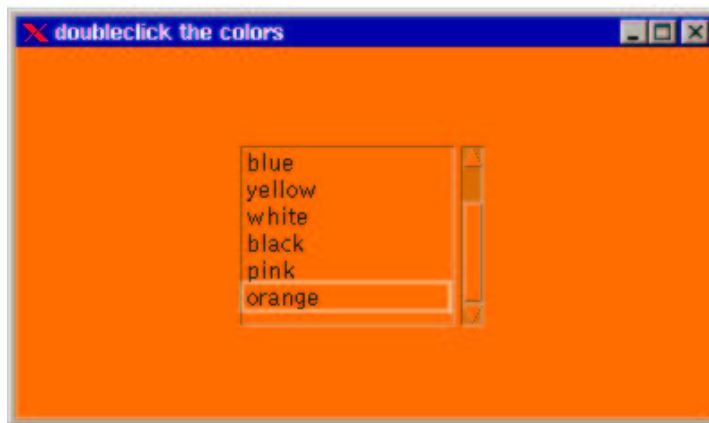 doubleclick the colors
blue
yellow
white
black
pink
orange